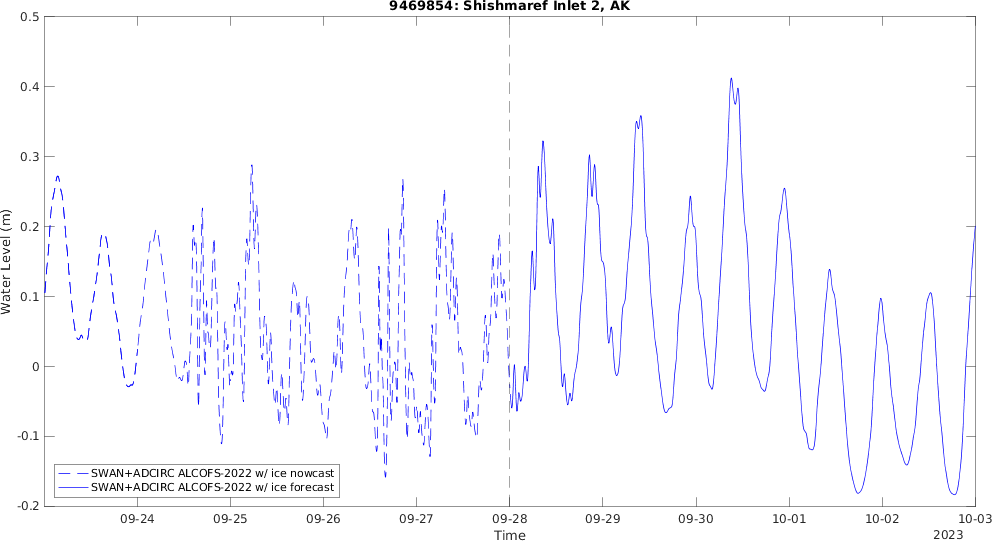 9469854: Shishmaref Inlet 2, AK
0.5
0.4
0.3
0.2
0.1
0
-0.1
-0.2
Water Level (m)
SWAN+ADCIRC ALCOFS-2022 w/ ice nowcast
SWAN+ADCIRC ALCOFS-2022 w/ ice forecast
09-24 09-25 09-26 09-27 09-28 09-29 09-30 10-01 10-02 10-03
Time
2023